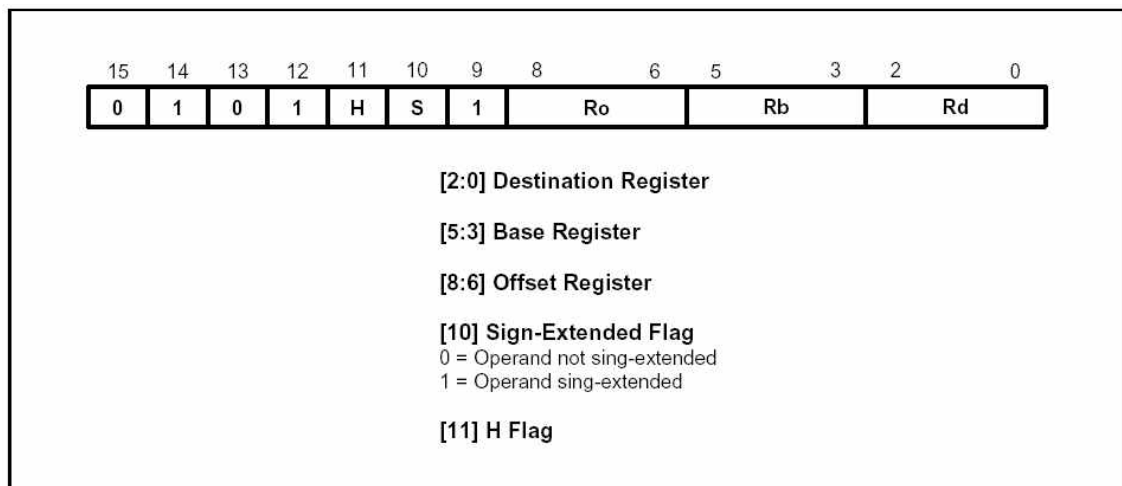 15 14 13 12 11 10 9 8 6 5 3 2 0
0 1 0 1 H S 1 Ro Rb Rd
[2:0] Destination Register
[5:3] Base Register
[8:6] Offset Register
[10] Sign-Extended Flag
0 = Operand not sing-extended
1 = Operand sing-extended
[11] H Flag